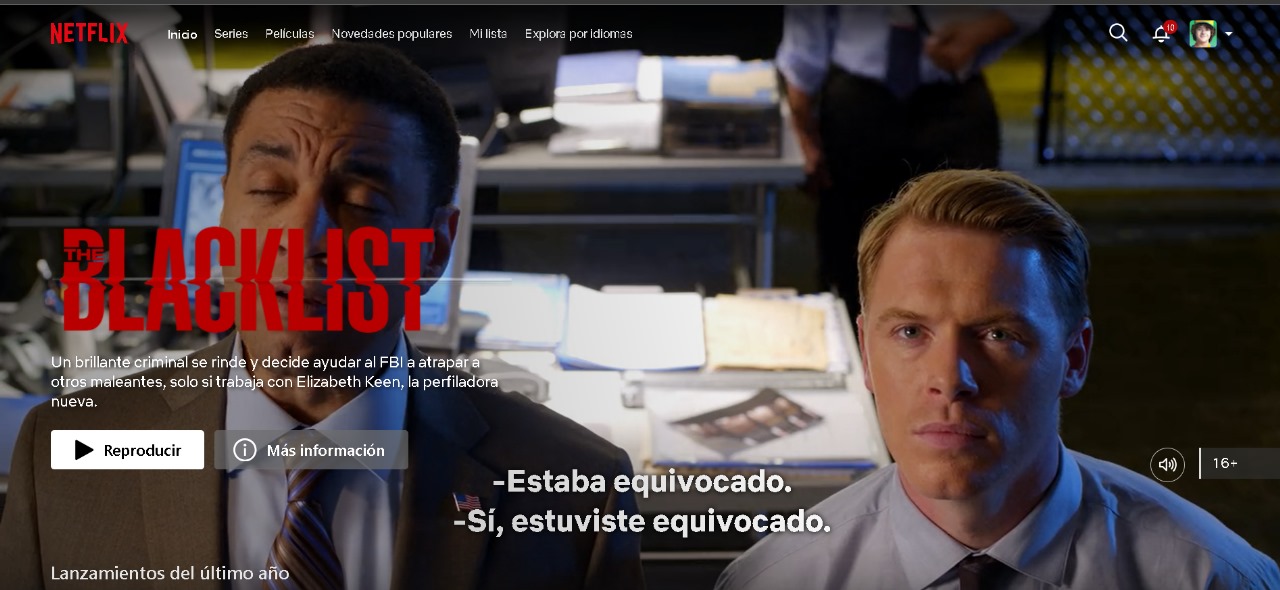 NETFLIX
Inicio
Series
Películas
Novedades populares
Mi lista
Explora por idiomas
10
THE
BLACKLIST
Un brillante criminal se rinde y decide ayudar al FBI a atrapar a
otros maleantes, solo si trabaja con Elizabeth Keen, la perfiladora
nueva.
Reproducir
Más información
16+
-Estaba equivocado.
-Sí, estuviste equivocado.
Lanzamientos del último año